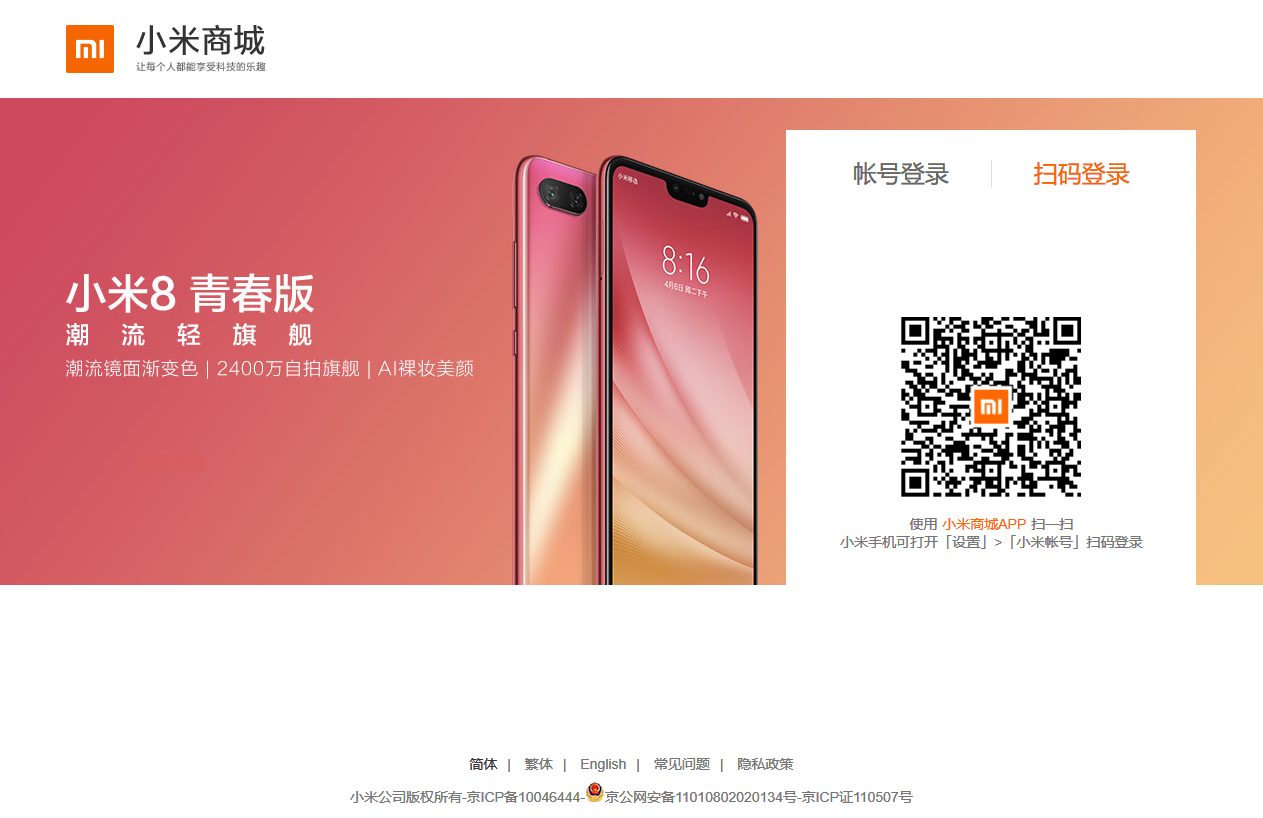 小米商城
让每个人都能享受科技的乐趣
帐号登录
扫码登录
小米移动
8:16
4月6日 周二下午
小米8 青春版
潮 流 轻 旗 舰
潮流镜面渐变色 | 2400万自拍旗舰 | AI裸妆美颜
使用 小米商城APP 扫一扫
小米手机可打开「设置」>「小米帐号」扫码登录
简体 | 繁体 | English | 常见问题 | 隐私政策
小米公司版权所有-京ICP备10046444-京公网安备11010802020134号-京ICP证110507号